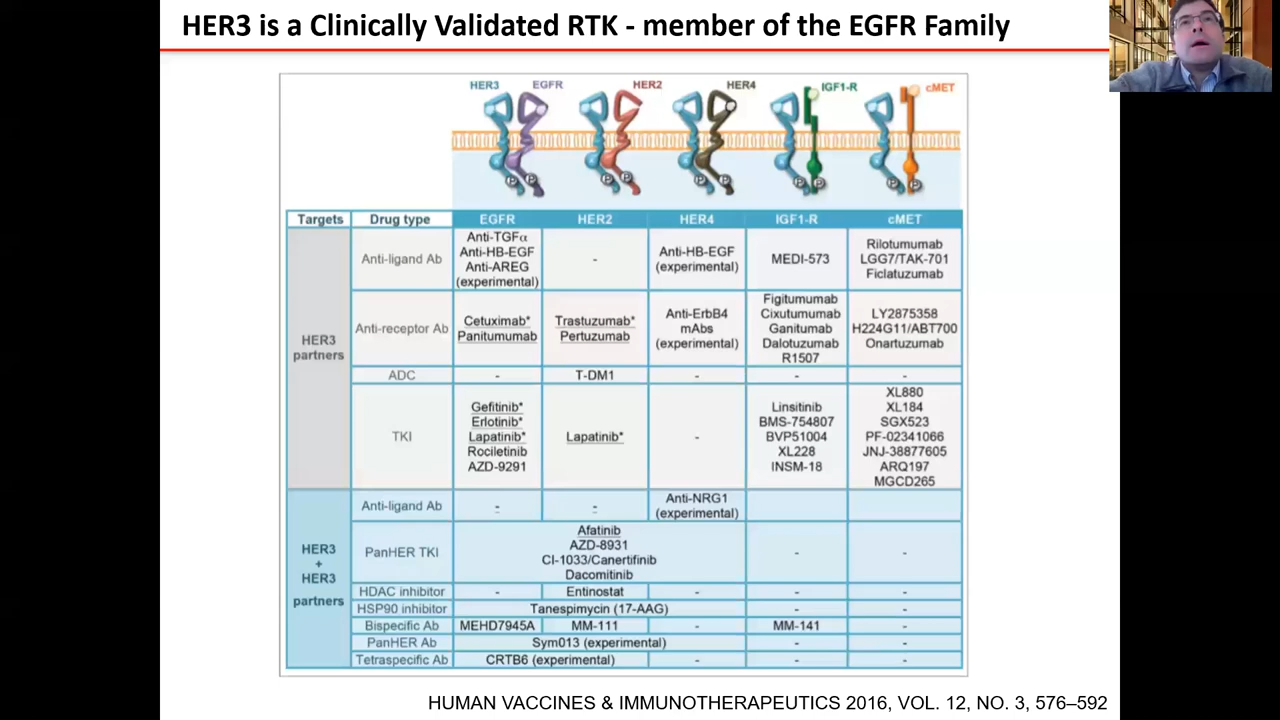 HER3 is a Clinically Validated RTK - member of the EGFR Family
HER3 EGFR HER2 HER4 IGF1-R cMET
P P P P P P P P P P
Targets Drug type EGFR HER2 HER4 IGF1-R cMET
HER3 partners
Anti-ligand Ab
Anti-TGFα
Anti-HB-EGF
Anti-AREG
(experimental)
-
Anti-HB-EGF
(experimental)
MEDI-573
Rilotumumab
LGG7/TAK-701
Ficlatuzumab
Anti-receptor Ab
Cetuximab*
Panitumumab
Trastuzumab*
Pertuzumab
Anti-ErbB4
mAbs
(experimental)
Figitumumab
Cixutumumab
Ganitumab
Dalotuzumab
R1507
LY2875358
H224G11/ABT700
Onartuzumab
ADC - T-DM1 - - -
TKI
Gefitinib*
Erlotinib*
Lapatinib*
Rociletinib
AZD-9291
Lapatinib*
-
Linsitinib
BMS-754807
BVP51004
XL228
INSM-18
XL880
XL184
SGX523
PF-02341066
JNJ-38877605
ARQ197
MGCD265
HER3
+
HER3
partners
Anti-ligand Ab - -
Anti-NRG1
(experimental)
PanHER TKI
Afatinib
AZD-8931
CI-1033/Canertifinib
Dacomitinib
- -
HDAC inhibitor - Entinostat - - -
HSP90 inhibitor Tanespimycin (17-AAG) - -
Bispecific Ab MEHD7945A MM-111 - MM-141 -
PanHER Ab Sym013 (experimental) - -
Tetraspecific Ab CRTB6 (experimental) - - -
HUMAN VACCINES & IMMUNOTHERAPEUTICS 2016, VOL. 12, NO. 3, 576–592